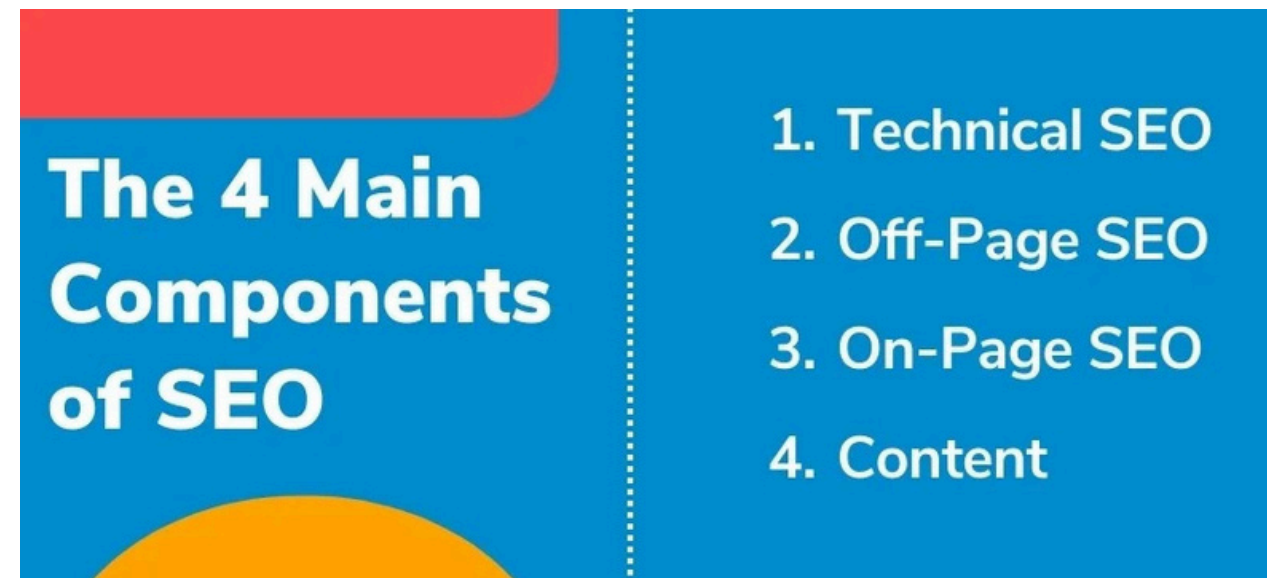 The 4 Main
Components
of SEO
1. Technical SEO
2. Off-Page SEO
3. On-Page SEO
4. Content